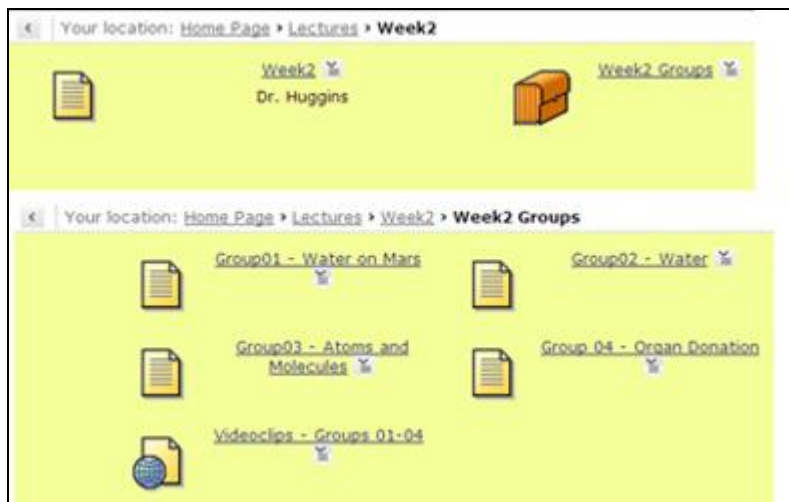 Your location: Home Page › Lectures › Week2
Week2
Week2 Groups
Dr. Huggins
Your location: Home Page › Lectures › Week2 › Week2 Groups
Group01 - Water on Mars
Group02 - Water
Group03 - Atoms and
Molecules
Group 04 - Organ Donation
Videoclips - Groups 01-04